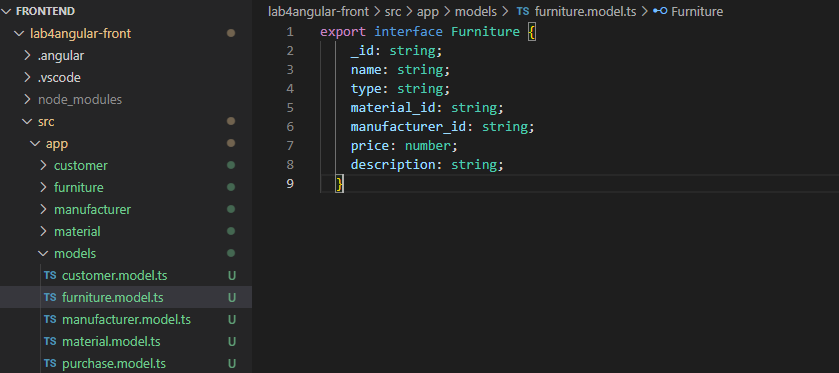 FRONTEND
lab4angular-front
.angular
.vscode
node_modules
src
app
customer
furniture
manufacturer
material
models
TS customer.model.ts U
TS furniture.model.ts U
TS manufacturer.model.ts U
TS material.model.ts U
TS purchase.model.ts U
lab4angular-front > src > app > models > TS furniture.model.ts > Furniture
1 export interface Furniture {
2 _id: string;
3 name: string;
4 type: string;
5 material_id: string;
6 manufacturer_id: string;
7 price: number;
8 description: string;
9 }